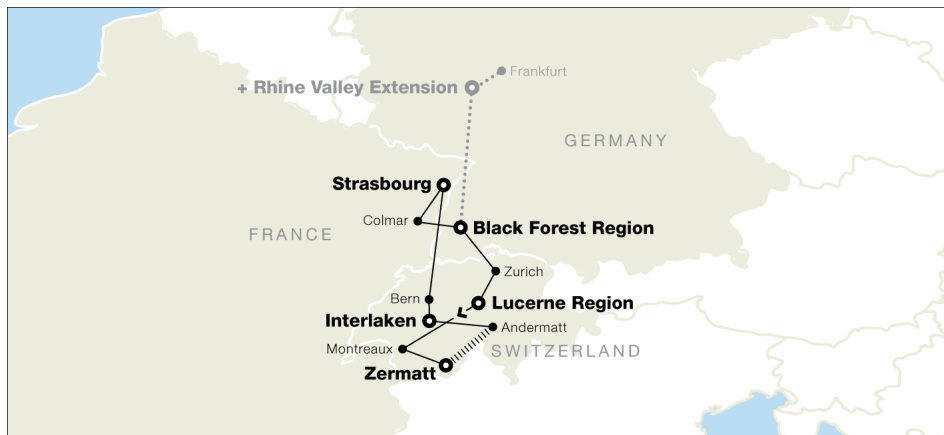 Frankfurt
+ Rhine Valley Extension
GERMANY
Strasbourg
Colmar
Black Forest Region
FRANCE
Zurich
Bern
Lucerne Region
Interlaken
Andermatt
Montreaux
SWITZERLAND
Zermatt